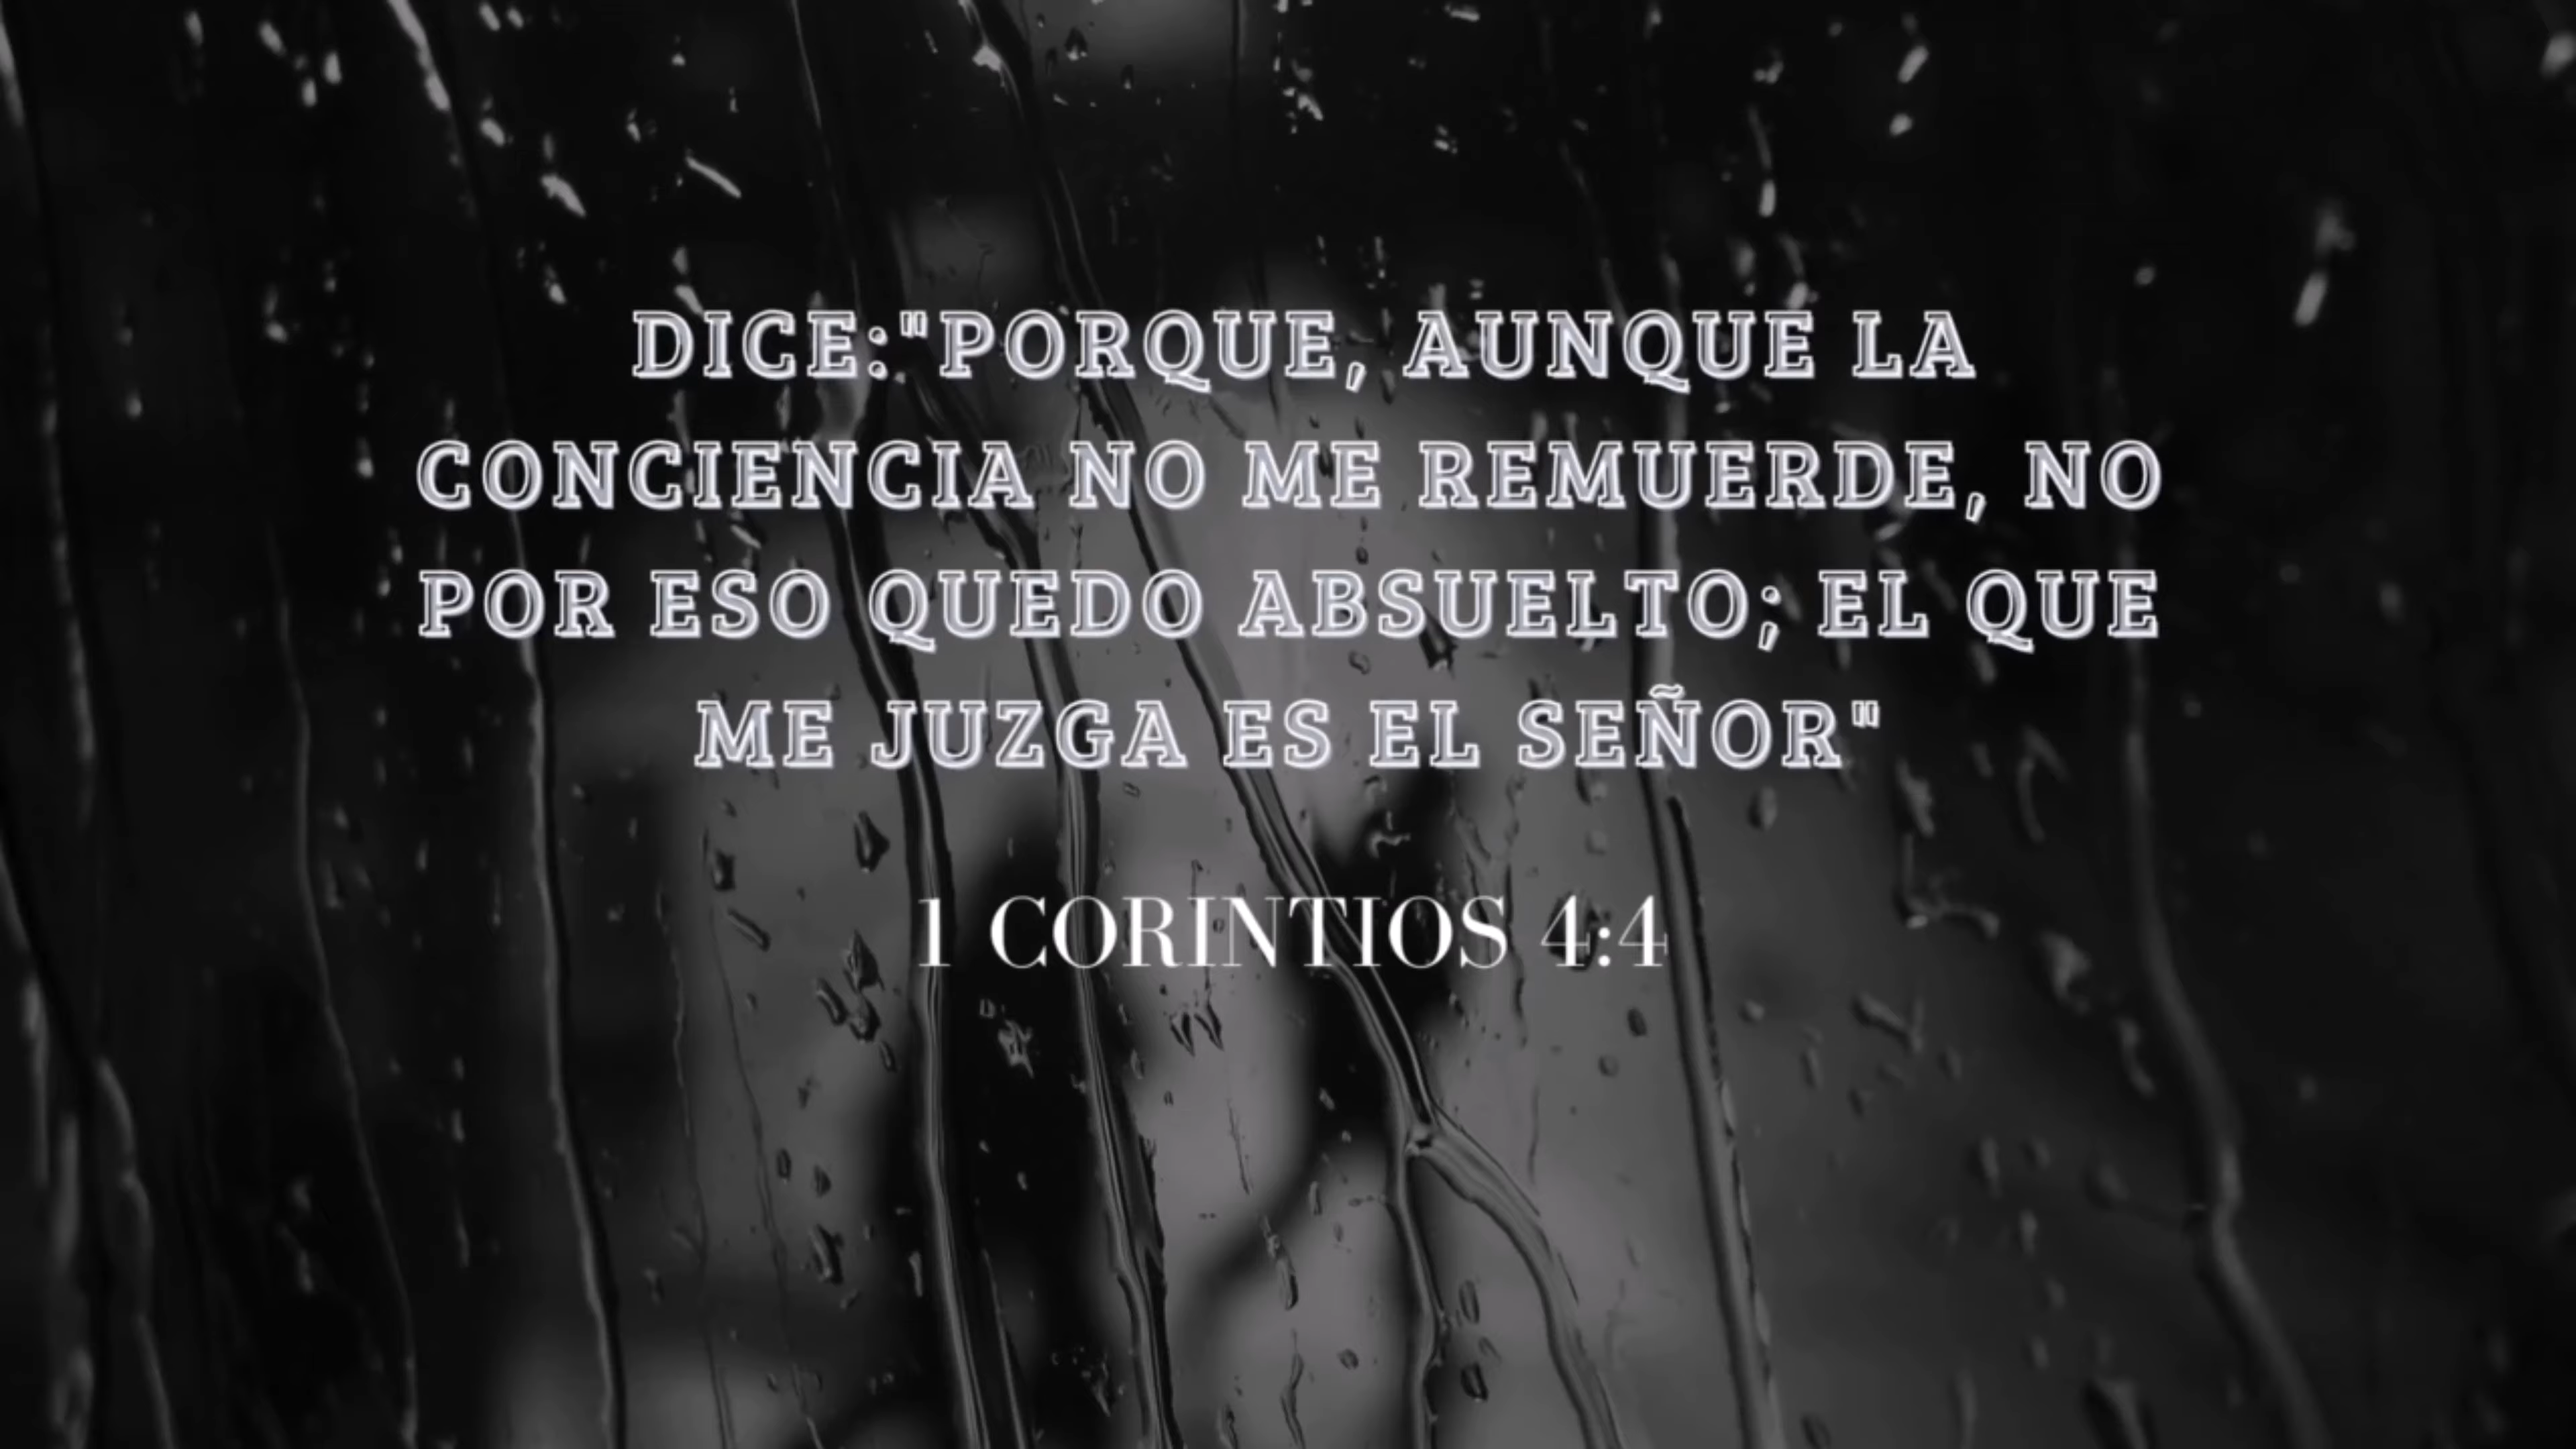 DICE:"PORQUE, AUNQUE LA
CONCIENCIA NO ME REMUERDE, NO
POR ESO QUEDO ABSUELTO; EL QUE
ME JUZGA ES EL SEÑOR"
1 CORINTIOS 4:4